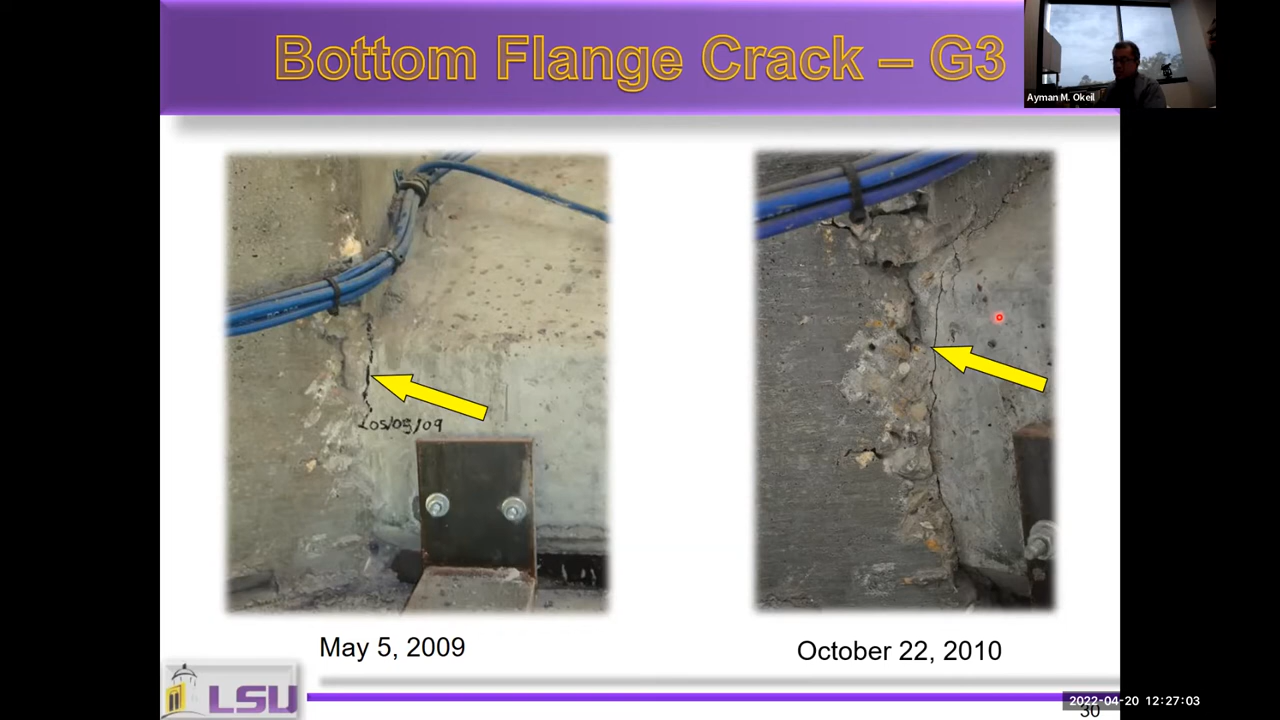 Bottom Flange Crack – G3
Ayman M. Okeil
05/05/09
May 5, 2009
October 22, 2010
LSU
2022-04-20 12:27:03
30